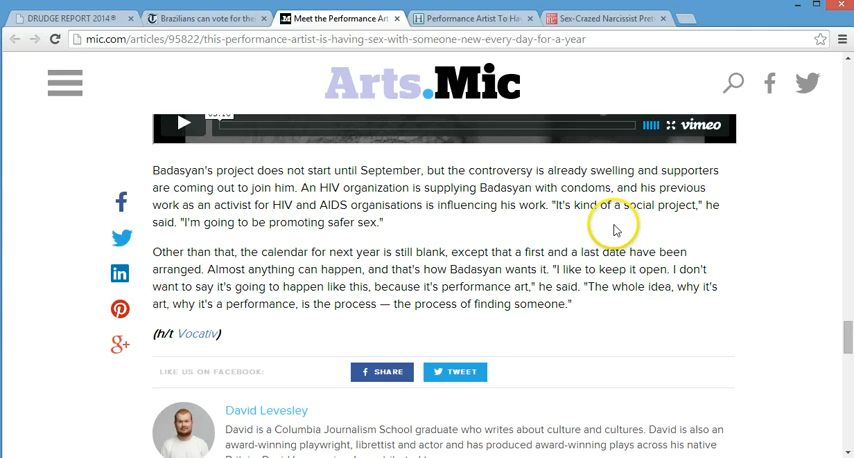 DRUDGE REPORT 2014®
Brazilians can vote for the
Meet the Performance Art
Performance Artist To Ha
Sex-Crazed Narcissist Pret
mic.com/articles/95822/this-performance-artist-is-having-sex-with-someone-new-every-day-for-a-year
Arts.Mic
vimeo
Badasyan's project does not start until September, but the controversy is already swelling and supporters
are coming out to join him. An HIV organization is supplying Badasyan with condoms, and his previous
work as an activist for HIV and AIDS organisations is influencing his work. "It's kind of a social project," he
said. "I'm going to be promoting safer sex."
Other than that, the calendar for next year is still blank, except that a first and a last date have been
arranged. Almost anything can happen, and that's how Badasyan wants it. "I like to keep it open. I don't
want to say it's going to happen like this, because it's performance art," he said. "The whole idea, why it's
art, why it's a performance, is the process — the process of finding someone."
(h/t Vocativ)
LIKE US ON FACEBOOK:
SHARE
TWEET
David Levesley
David is a Columbia Journalism School graduate who writes about culture and cultures. David is also an
award-winning playwright, librettist and actor and has produced award-winning plays across his native